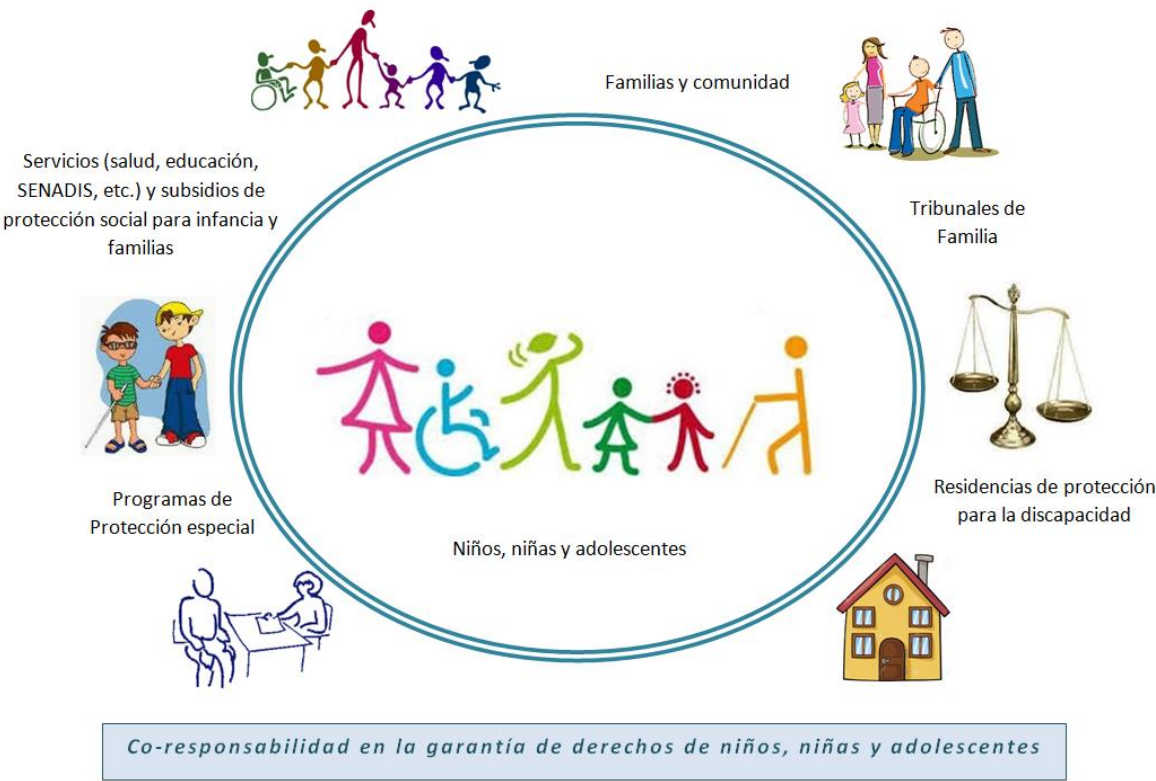 Familias y comunidad
Servicios (salud, educación,
SENADIS, etc.) y subsidios de
protección social para infancia y
familias
Tribunales de
Familia
Programas de
Protección especial
Residencias de protección
para la discapacidad
Niños, niñas y adolescentes
Co-responsabilidad en la garantía de derechos de niños, niñas y adolescentes